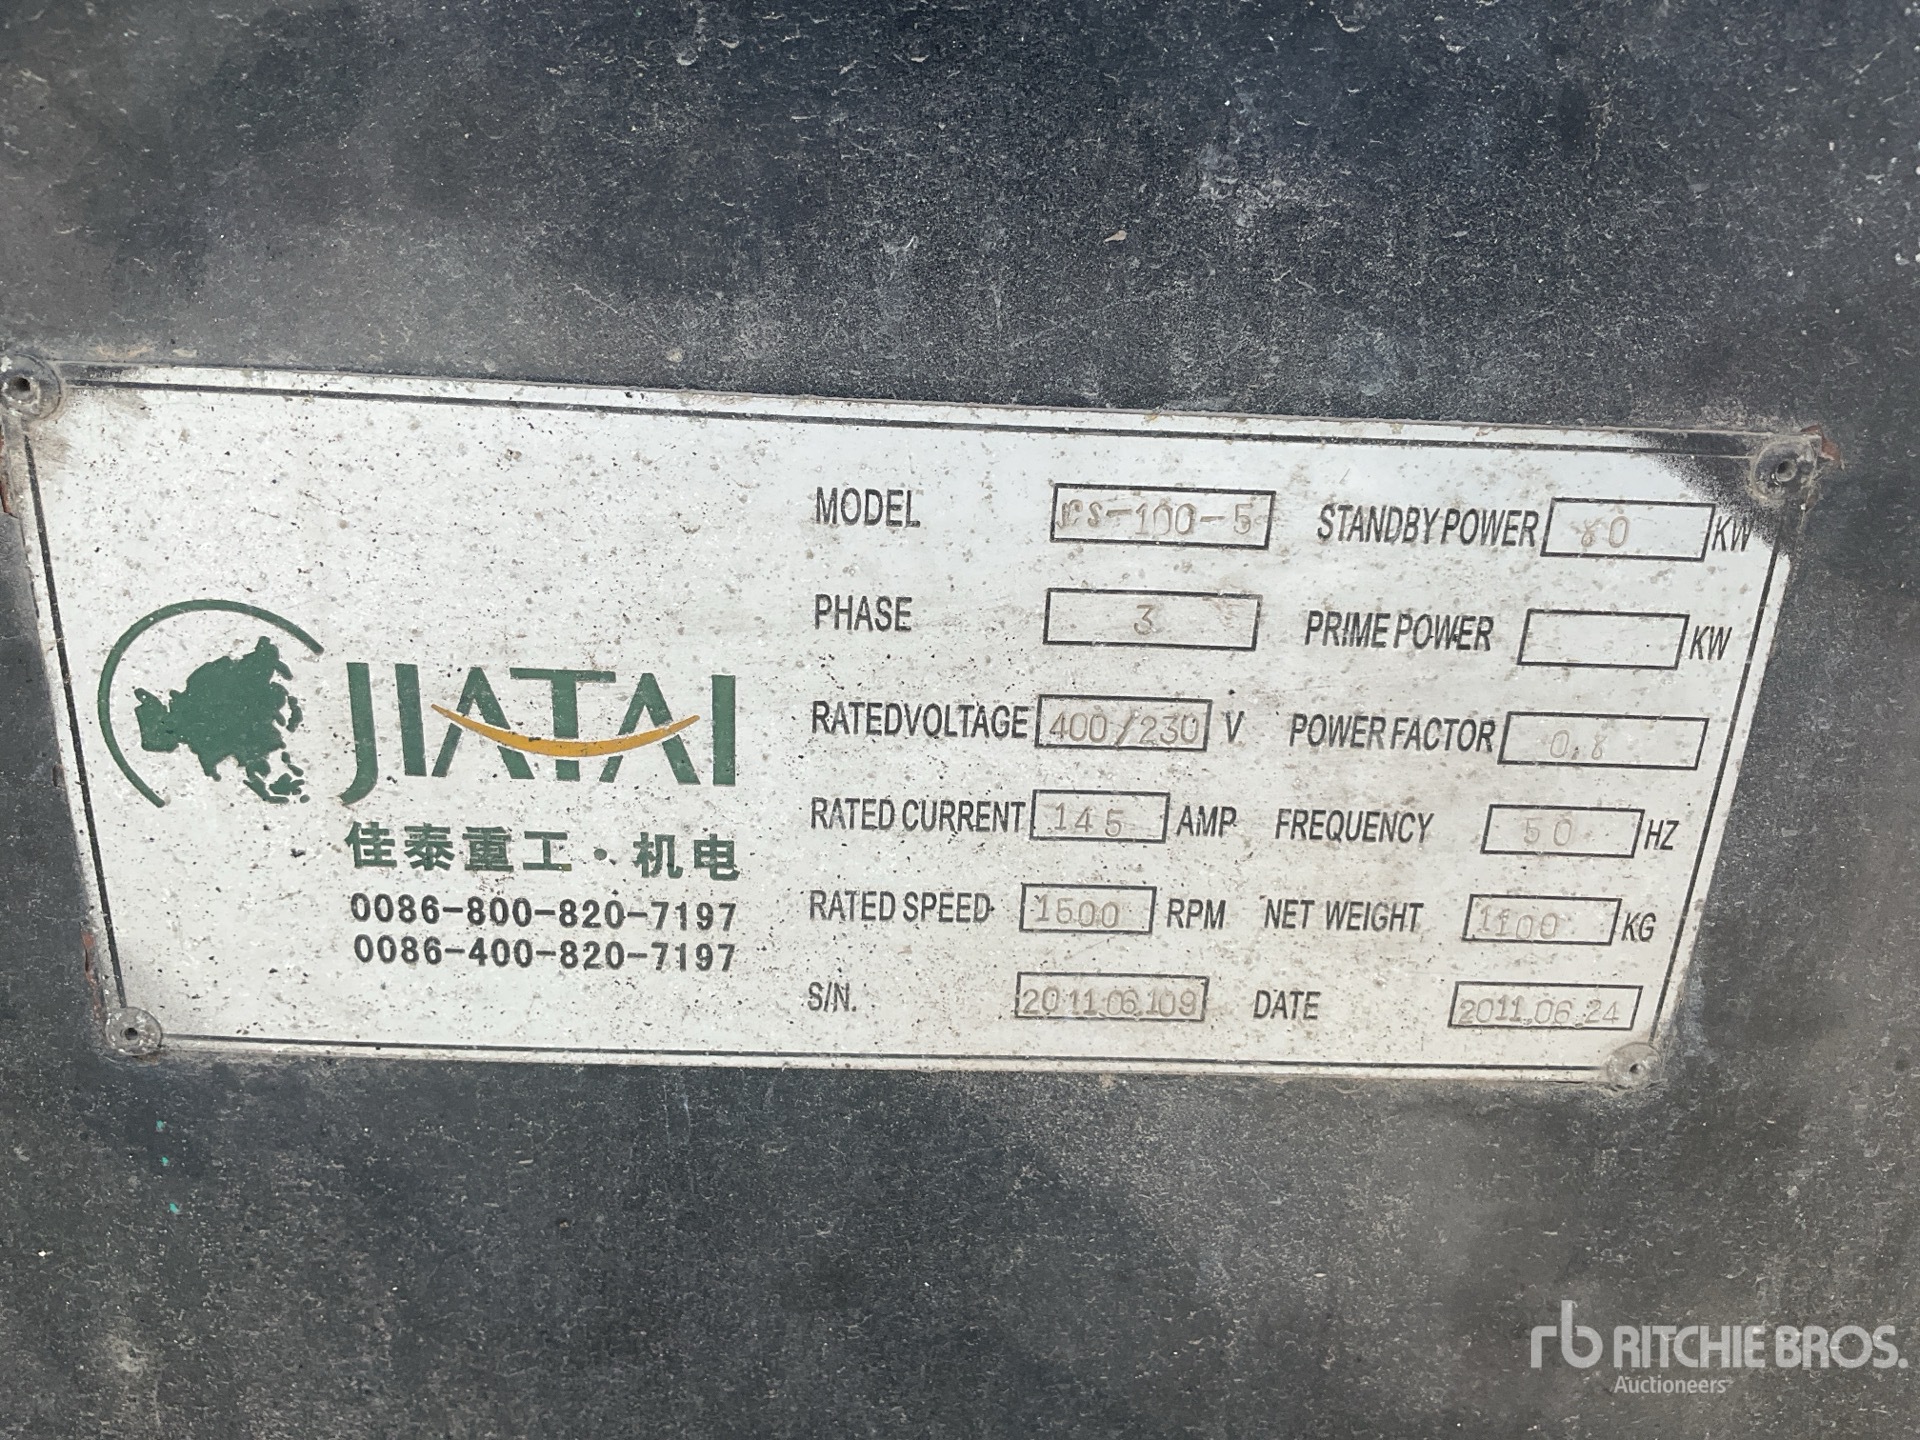 JIATAI
佳泰重工·机电
0086-800-820-7197
0086-400-820-7197
MODEL JCS-100-5 STANDBY POWER 80 KW
PHASE 3 PRIME POWER KW
RATEDVOLTAGE 400/230 V POWER FACTOR 0.8
RATED CURRENT 145 AMP FREQUENCY 50 HZ
RATED SPEED 1500 RPM NET WEIGHT 1100 KG
S/N. 2011.06.109 DATE 2011.06.24
rb RITCHIE BROS.
Auctioneers